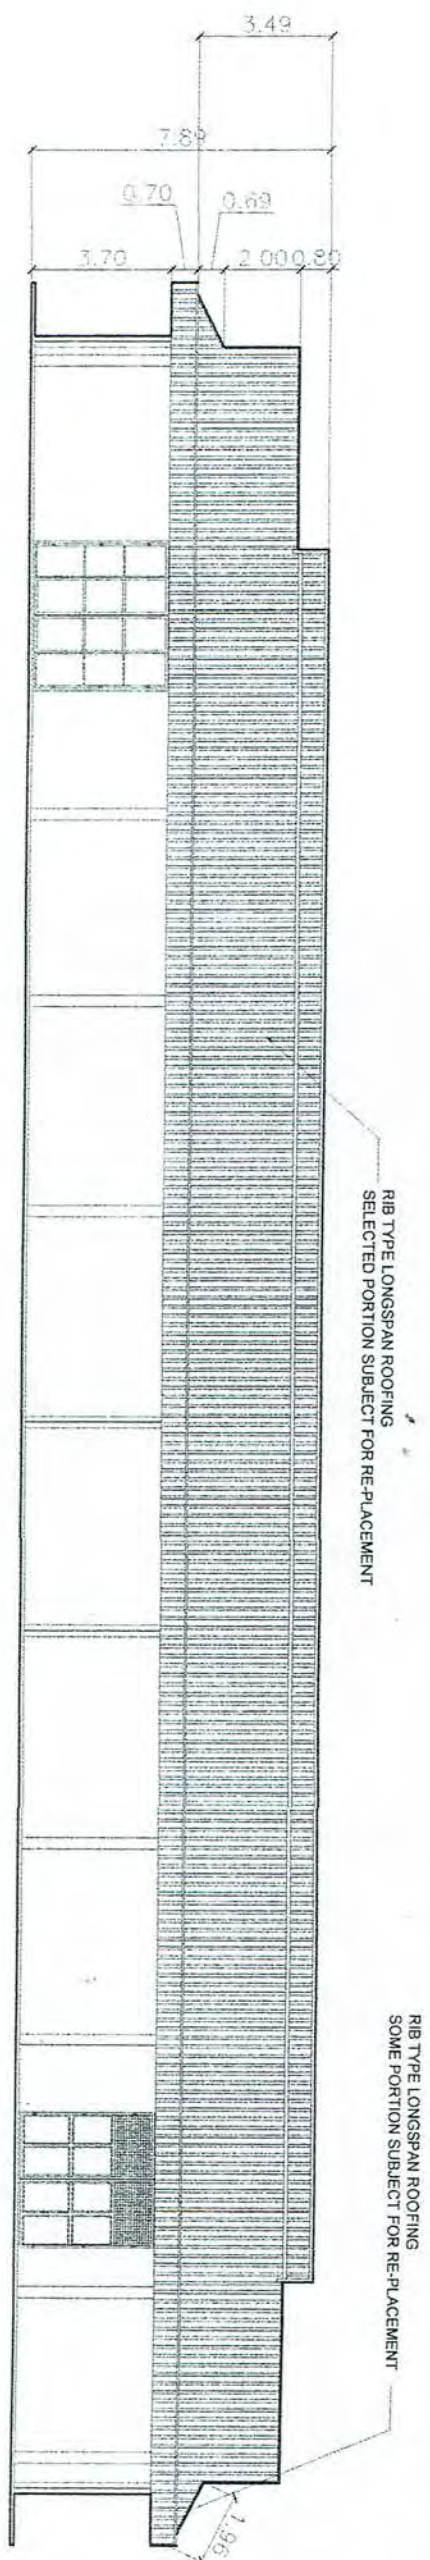 3.49
7.89
0.70
0.69
3.70
2.00
0.80
RIB TYPE LONGSPAN ROOFING
SELECTED PORTION SUBJECT FOR RE-PLACEMENT
RIB TYPE LONGSPAN ROOFING
SOME PORTION SUBJECT FOR RE-PLACEMENT
1.96